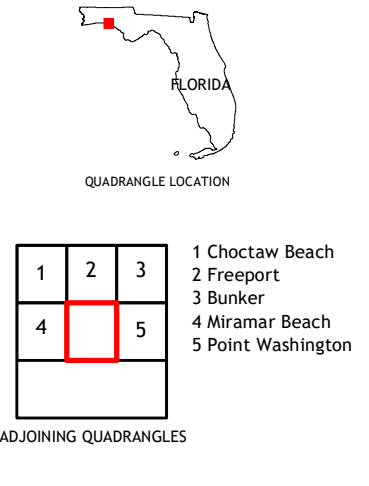 FLORIDA
QUADRANGLE LOCATION
1 2 3
4 5
1 Choctaw Beach
2 Freeport
3 Bunker
4 Miramar Beach
5 Point Washington
ADJOINING QUADRANGLES